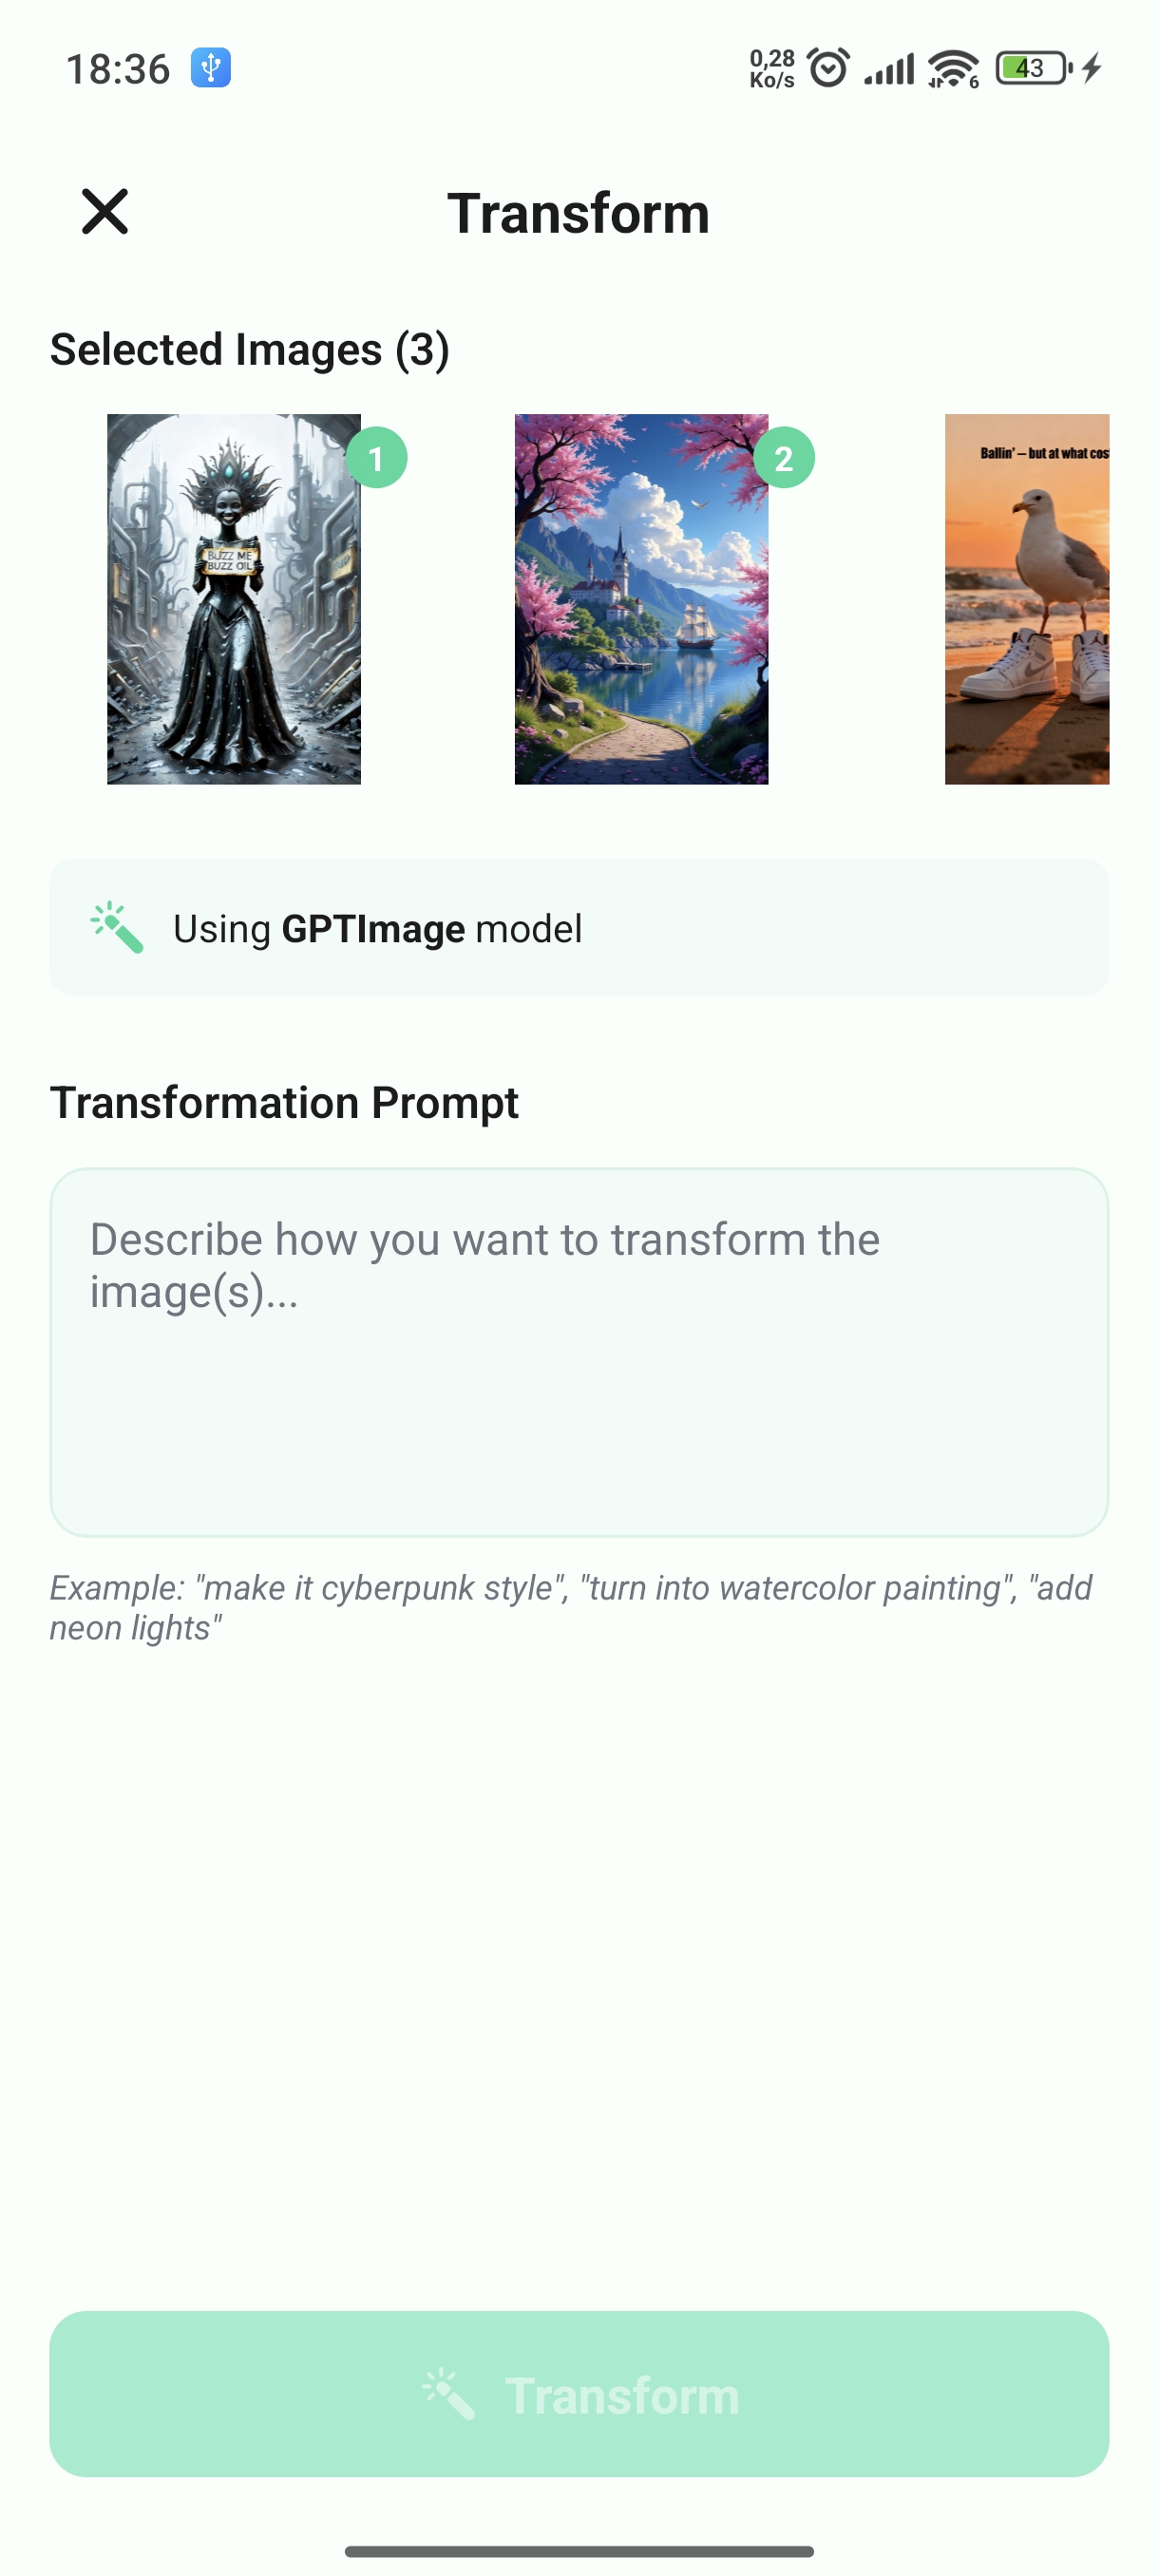 18:36
0,28
Ko/s
6
43
Transform
Selected Images (3)
1
2
BUZZ ME
BUZZ OIL
Ballin' – but at what cos
Using GPTImage model
Transformation Prompt
Describe how you want to transform the
image(s)...
Example: "make it cyberpunk style", "turn into watercolor painting", "add
neon lights"
Transform